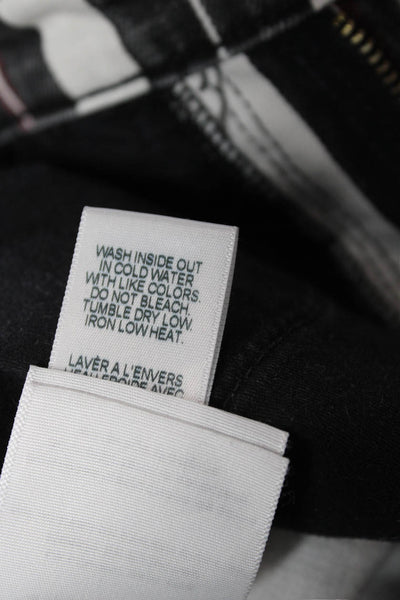 WASH INSIDE OUT
IN COLD WATER
WITH LIKE COLORS.
DO NOT BLEACH.
TUMBLE DRY LOW.
IRON LOW HEAT.
LAVER A L'ENVERS